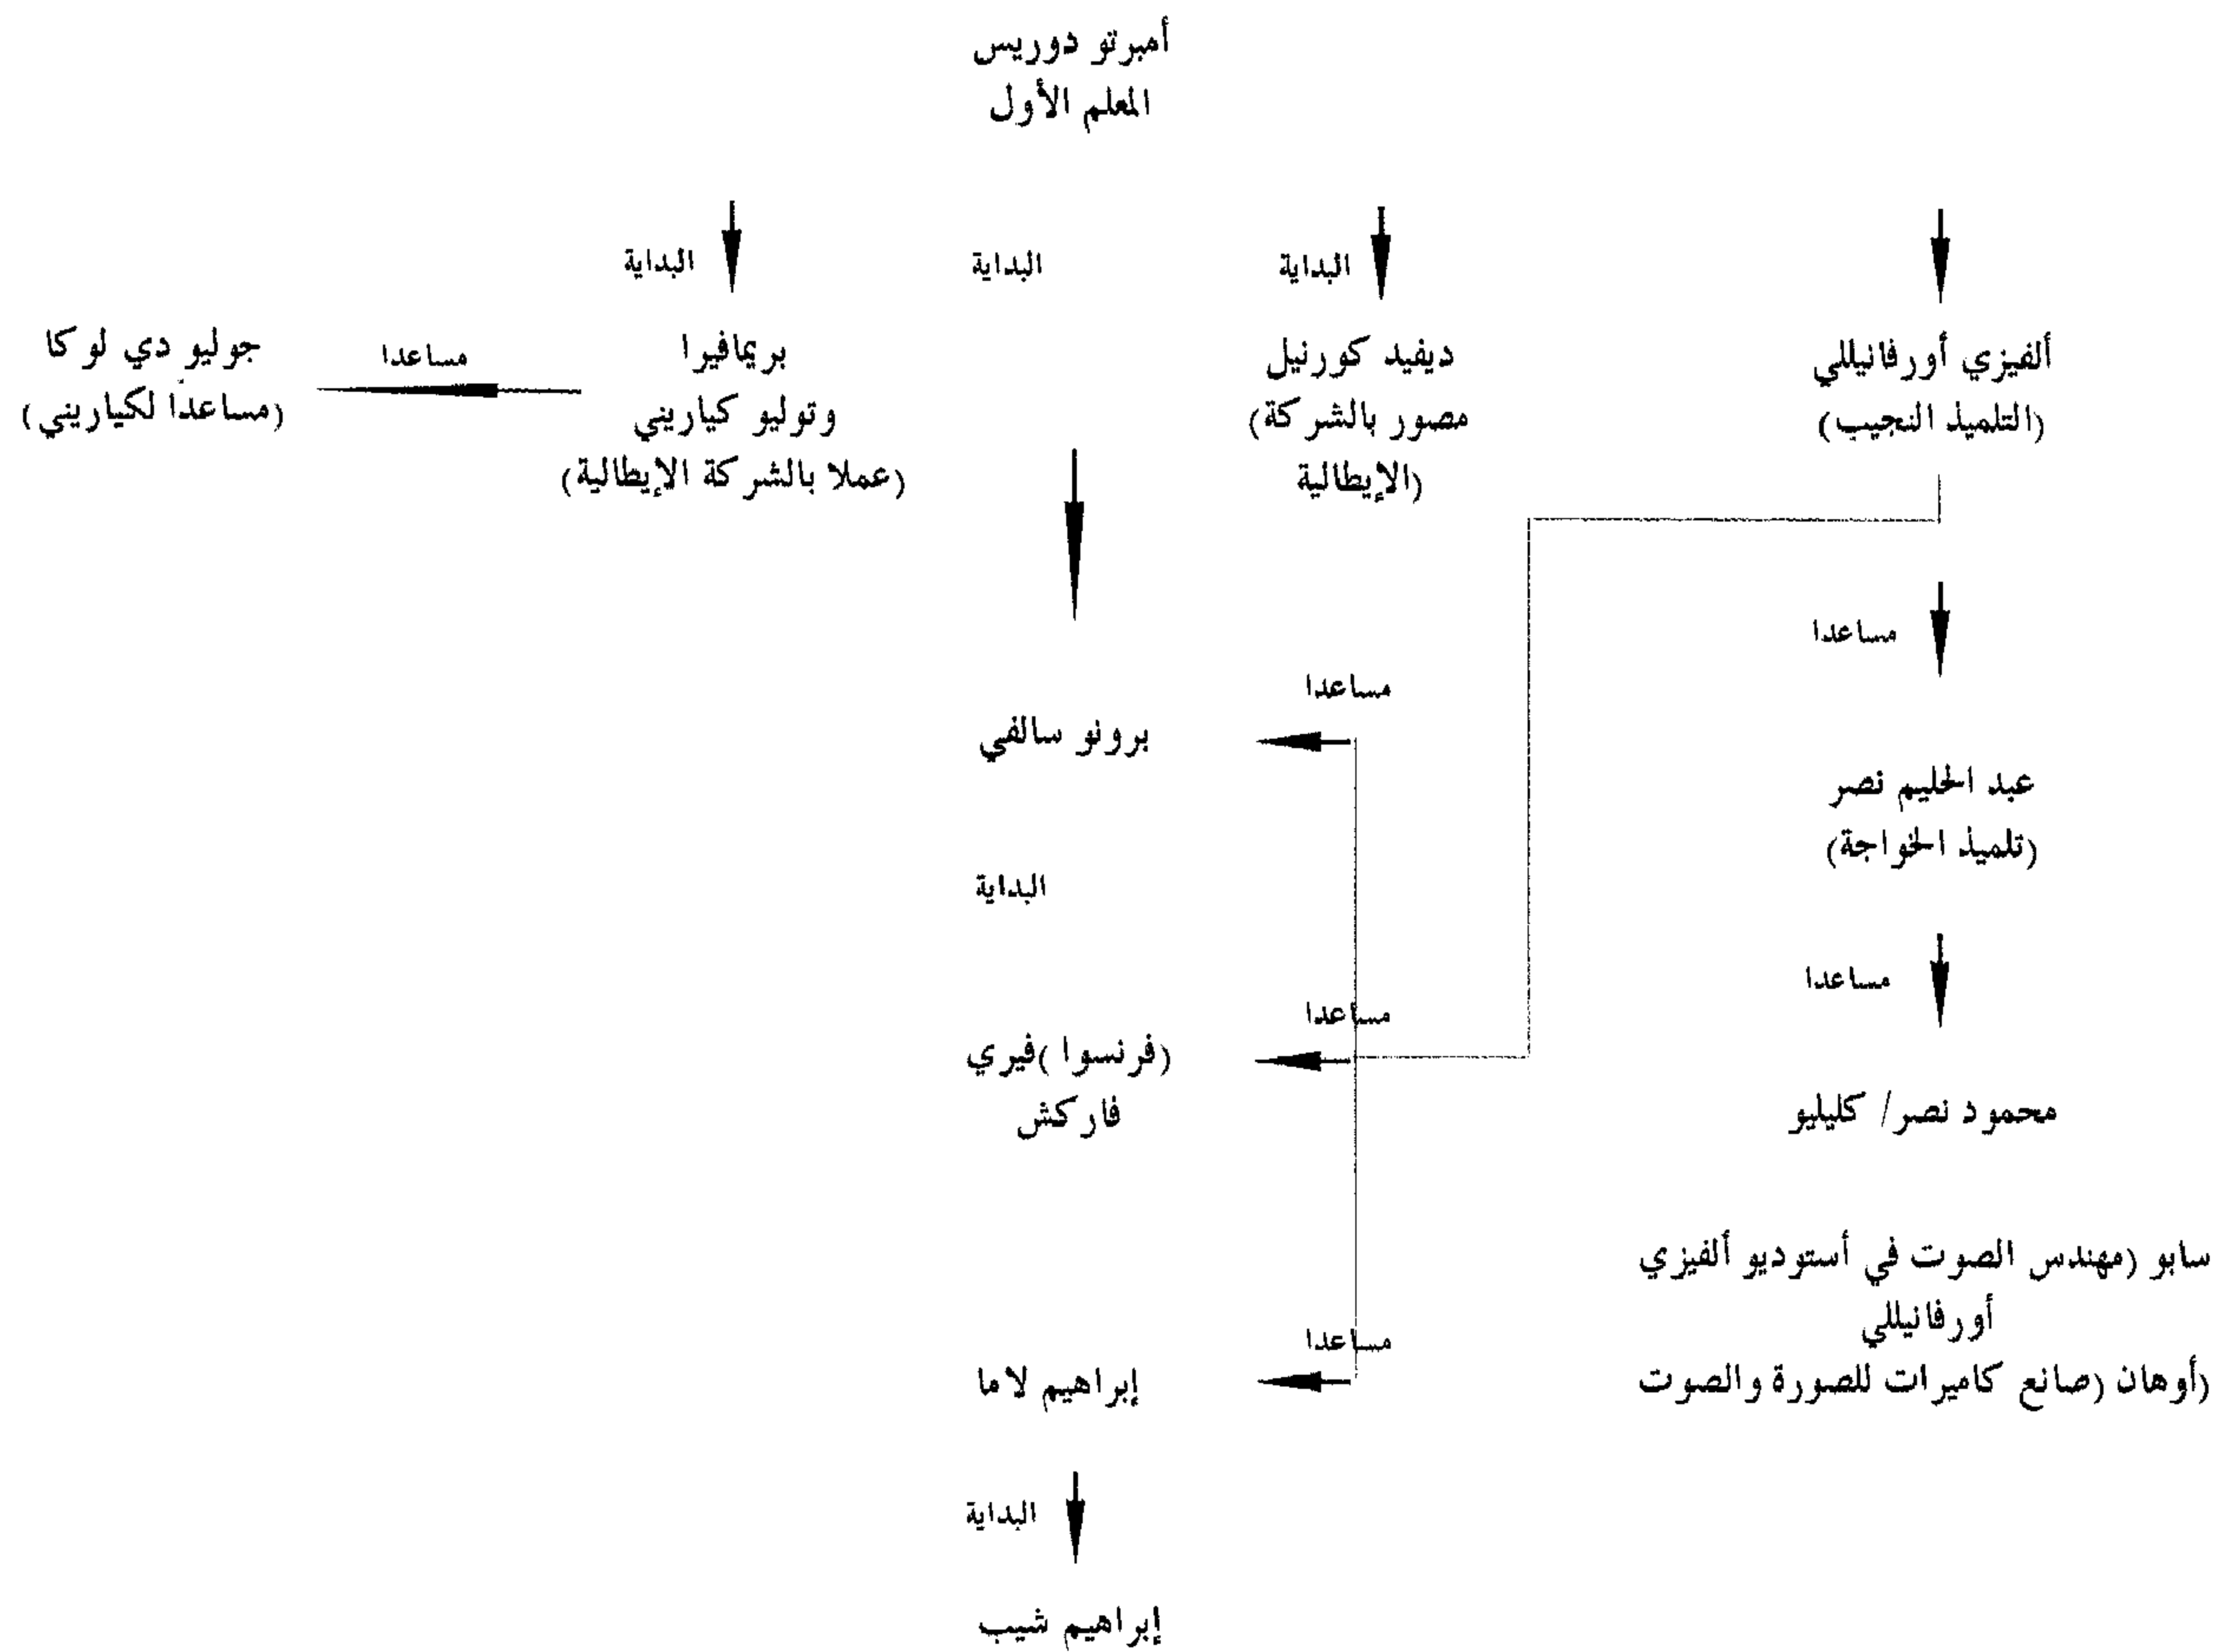 أمبرتو دوريس
المعلم الأول
البداية
البداية
البداية
ألفيزي أورفانيللي
(التلميذ النجيب)
ديفيد كورنيل
مصور بالشركة)
(الإيطالية
بريمافيرا
وتوليو كياريني
(عملا بالشركة الإيطالية)
مساعدا
جوليو دي لوكا
(مساعدًا لكياريني)
مساعدا
مساعدا
برونو سالفي
عبد الحليم نصر
(تلميذ الخواجة)
البداية
مساعدا
مساعدا
(فرنسوا )فيري
فاركش
محمود نصر/ كليليو
سابو (مهندس الصوت في أستوديو ألفيزي
أورفانيللي
(أوهان (صانع كاميرات للصورة والصوت
مساعدا
إبراهيم لاما
البداية
إبراهيم شيب